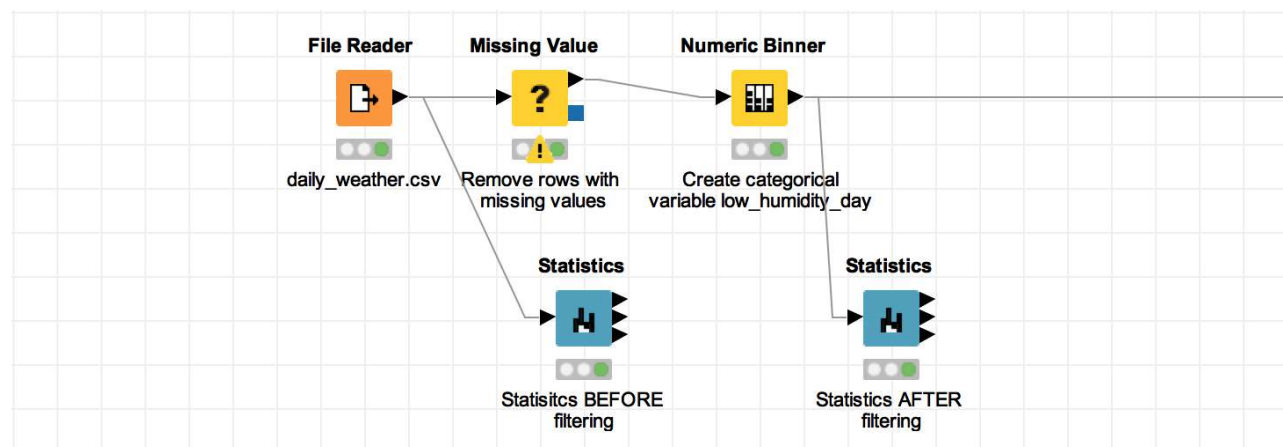 File Reader
Missing Value
Numeric Binner
?
!
daily_weather.csv
Remove rows with
missing values
Create categorical
variable low_humidity_day
Statistics
Statistics
Statisitcs BEFORE
filtering
Statistics AFTER
filtering